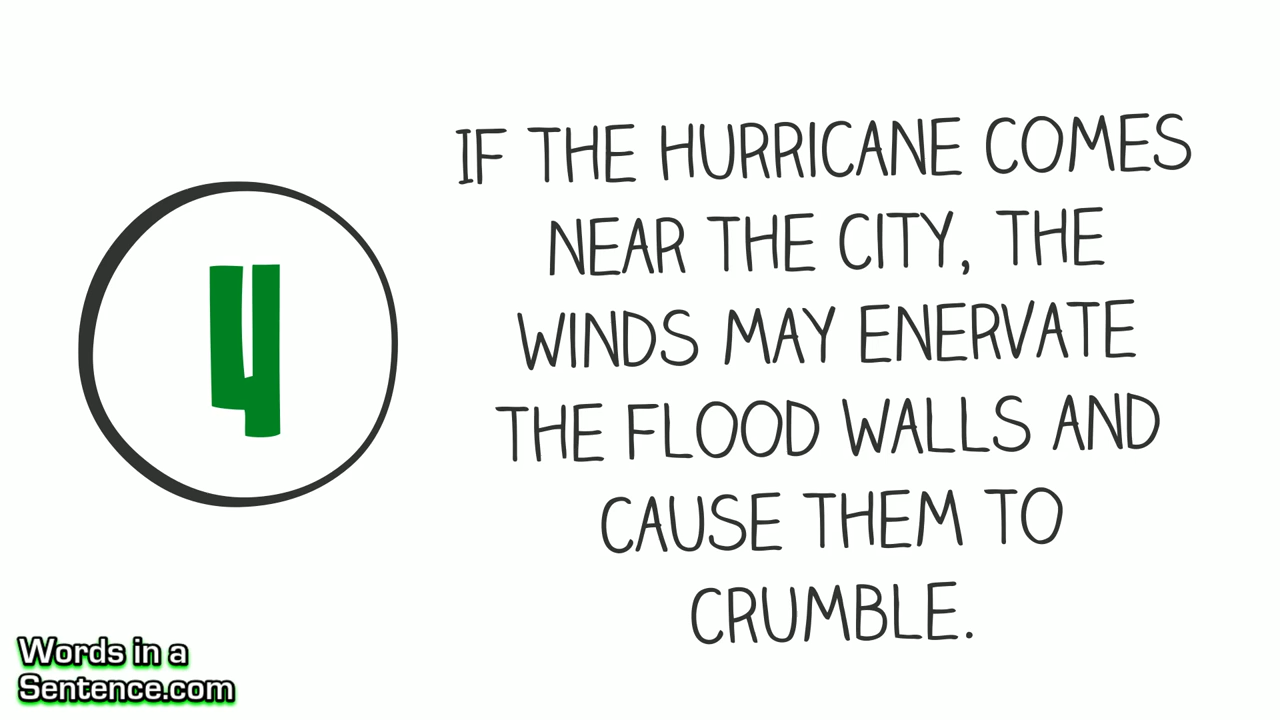 4
IF THE HURRICANE COMES
NEAR THE CITY, THE
WINDS MAY ENERVATE
THE FLOOD WALLS AND
CAUSE THEM TO
CRUMBLE.
Words in a
Sentence.com